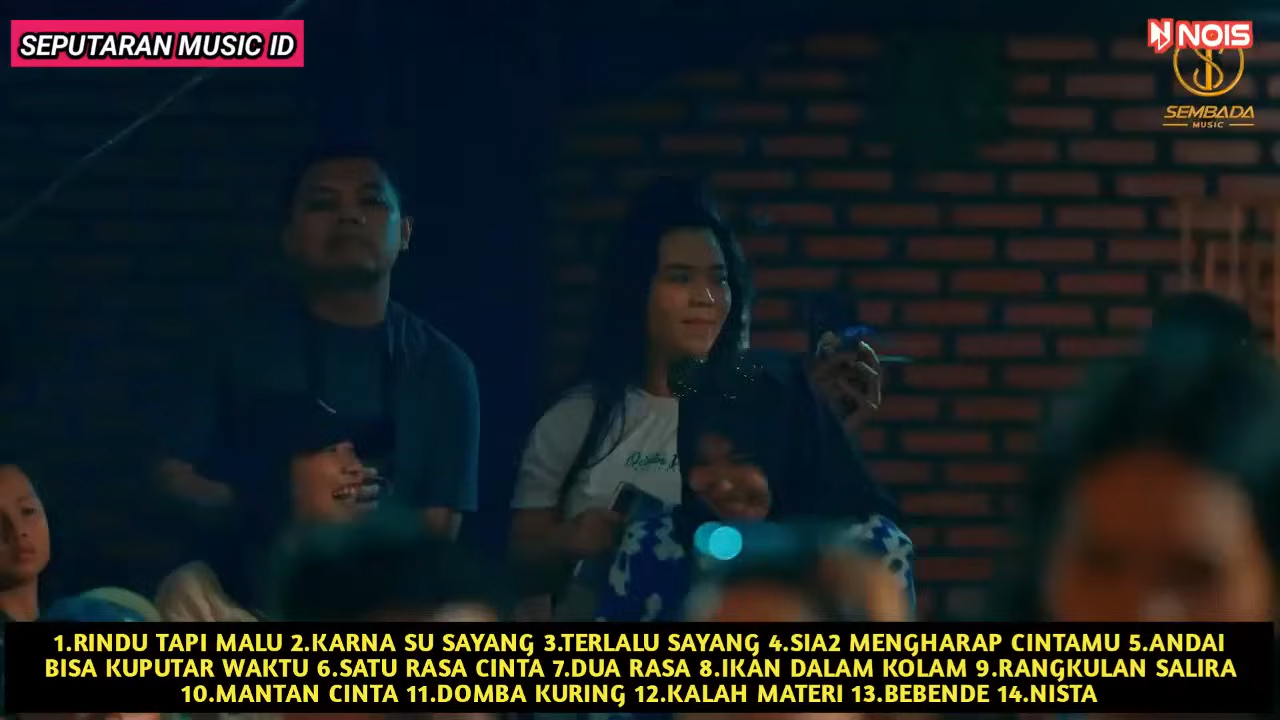 SEPUTARAN MUSIC ID
NOIS
SEMBADA
MUSIC
1.RINDU TAPI MALU 2.KARNA SU SAYANG 3.TERLALU SAYANG 4.SIA2 MENGHARAP CINTAMU 5.ANDAI
BISA KUPUTAR WAKTU 6.SATU RASA CINTA 7.DUA RASA 8.IKAN DALAM KOLAM 9.RANGKULAN SALIRA
10.MANTAN CINTA 11.DOMBA KURING 12.KALAH MATERI 13.BEBENDE 14.NISTA